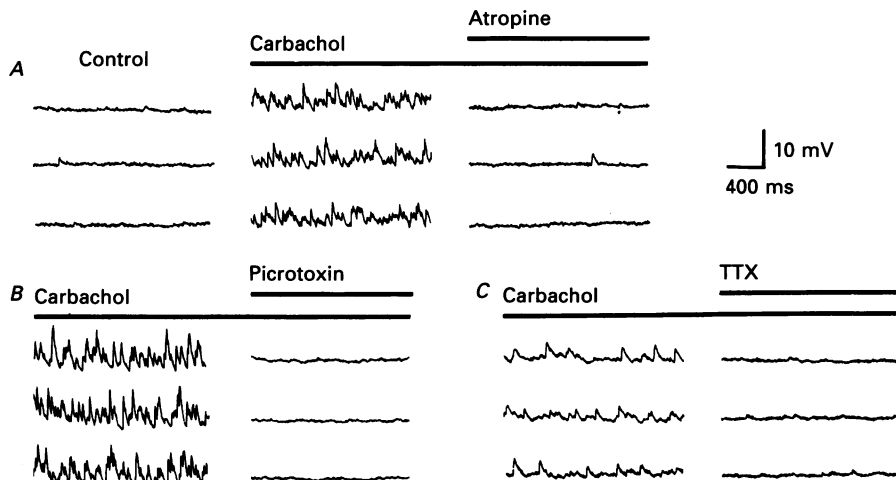 Atropine
Carbachol
A
Control
10 mV
400 ms
Picrotoxin
B
Carbachol
TTX
C
Carbachol